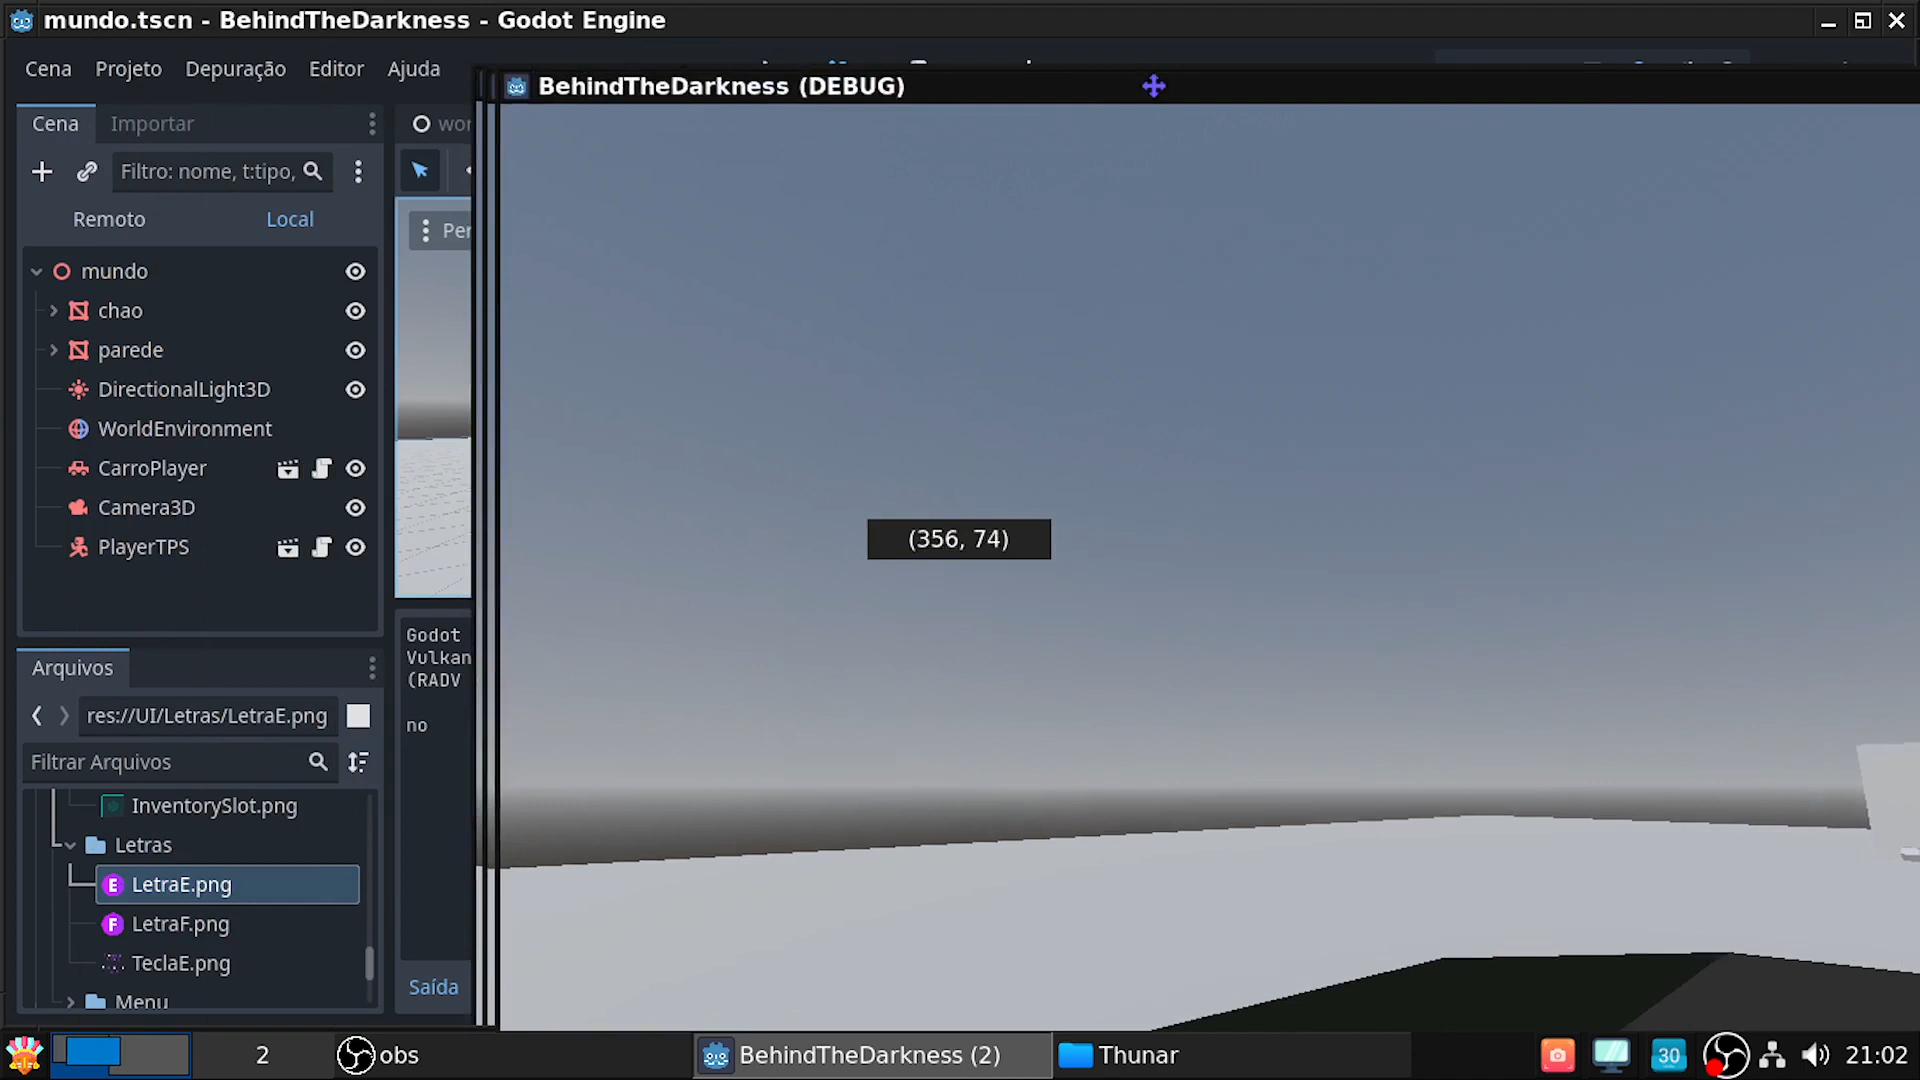 mundo.tscn - BehindTheDarkness - Godot Engine
Cena Projeto Depuração Editor Ajuda
BehindTheDarkness (DEBUG)
Cena Importar
wor
Filtro: nome, t:tipo,
Remoto Local
Per
mundo
chao
parede
DirectionalLight3D
WorldEnvironment
CarroPlayer
Camera3D
PlayerTPS
(356, 74)
Godot
Vulkan
(RADV
no
Saída
Arquivos
res://UI/Letras/LetraE.png
Filtrar Arquivos
InventorySlot.png
Letras
E LetraE.png
F LetraF.png
TeclaE.png
Menu
2 obs BehindTheDarkness (2) Thunar 30 21:02